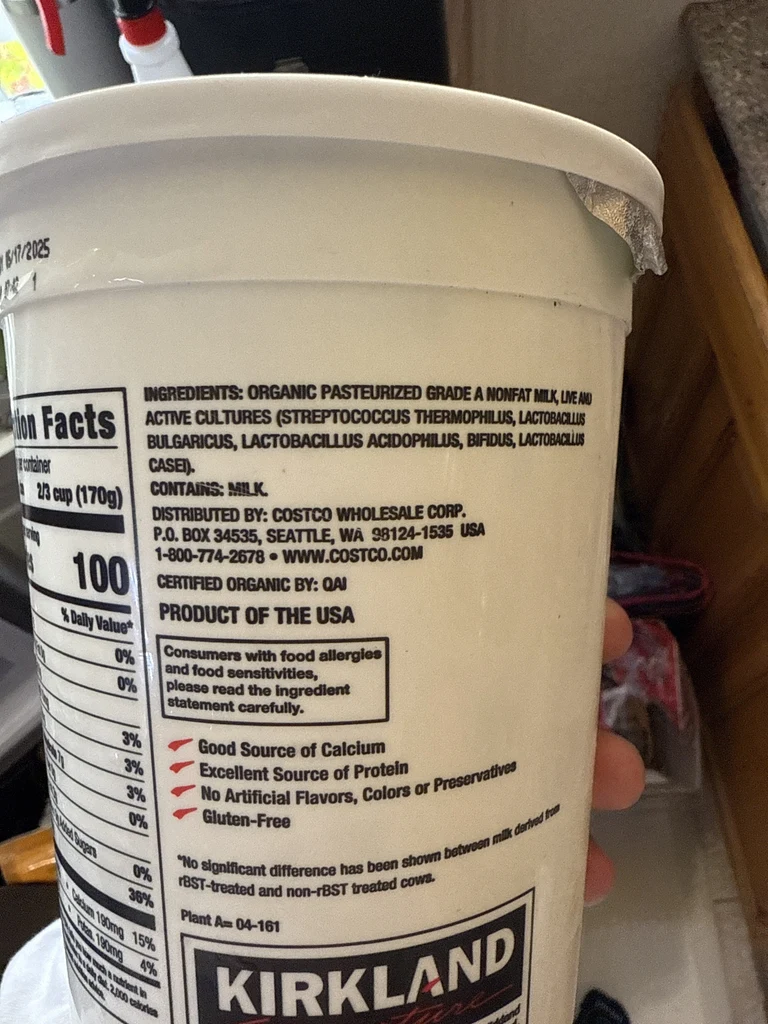 /17/2025
1
tion Facts
container
2/3 cup (170g)
100
% Daily Value*
0%
0%
3%
3%
3%
0%
Added Sugars
0%
36%
Calcium 190mg 15%
Potas. 190mg 4%
INGREDIENTS: ORGANIC PASTEURIZED GRADE A NONFAT MILK, LIVE AND
ACTIVE CULTURES (STREPTOCOCCUS THERMOPHILUS, LACTOBACILLUS
BULGARICUS, LACTOBACILLUS ACIDOPHILUS, BIFIDUS, LACTOBACILLUS
CASEI).
CONTAINS: MILK.
DISTRIBUTED BY: COSTCO WHOLESALE CORP.
P.O. BOX 34535, SEATTLE, WA 98124-1535 USA
1-800-774-2678 • WWW.COSTCO.COM
CERTIFIED ORGANIC BY: QAI
PRODUCT OF THE USA
Consumers with food allergies
and food sensitivities,
please read the ingredient
statement carefully.
Good Source of Calcium
Excellent Source of Protein
No Artificial Flavors, Colors or Preservatives
Gluten-Free
*No significant difference has been shown between milk derived from
rBST-treated and non-rBST treated cows.
Plant A= 04-161
KIRKLAND